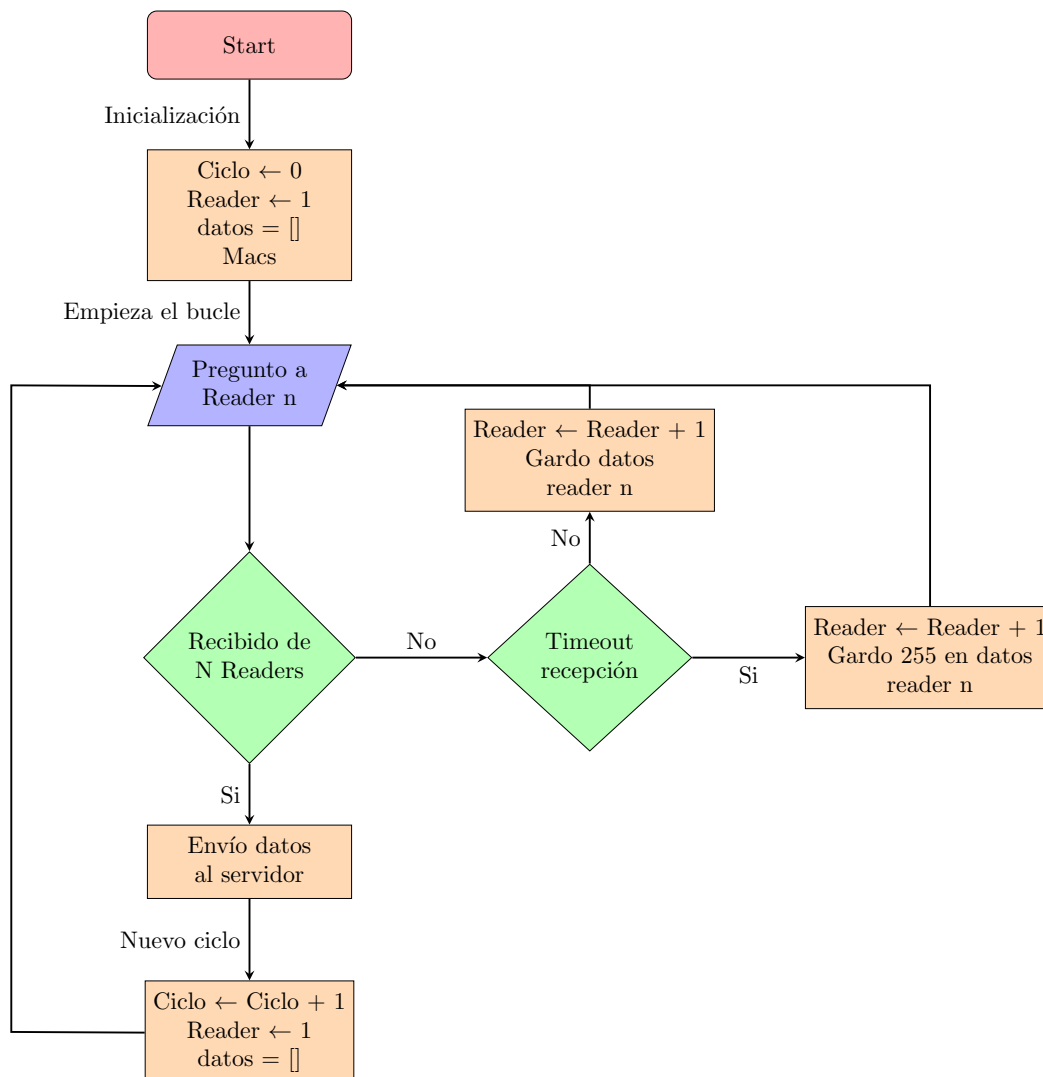 Start
Inicialización
Ciclo ← 0
Reader ← 1
datos = []
Macs
Empieza el bucle
Pregunto a
Reader n
Reader ← Reader + 1
Gardo datos
reader n
No
Recibido de
N Readers
No
Timeout
recepción
Si
Reader ← Reader + 1
Gardo 255 en datos
reader n
Si
Envío datos
al servidor
Nuevo ciclo
Ciclo ← Ciclo + 1
Reader ← 1
datos = []